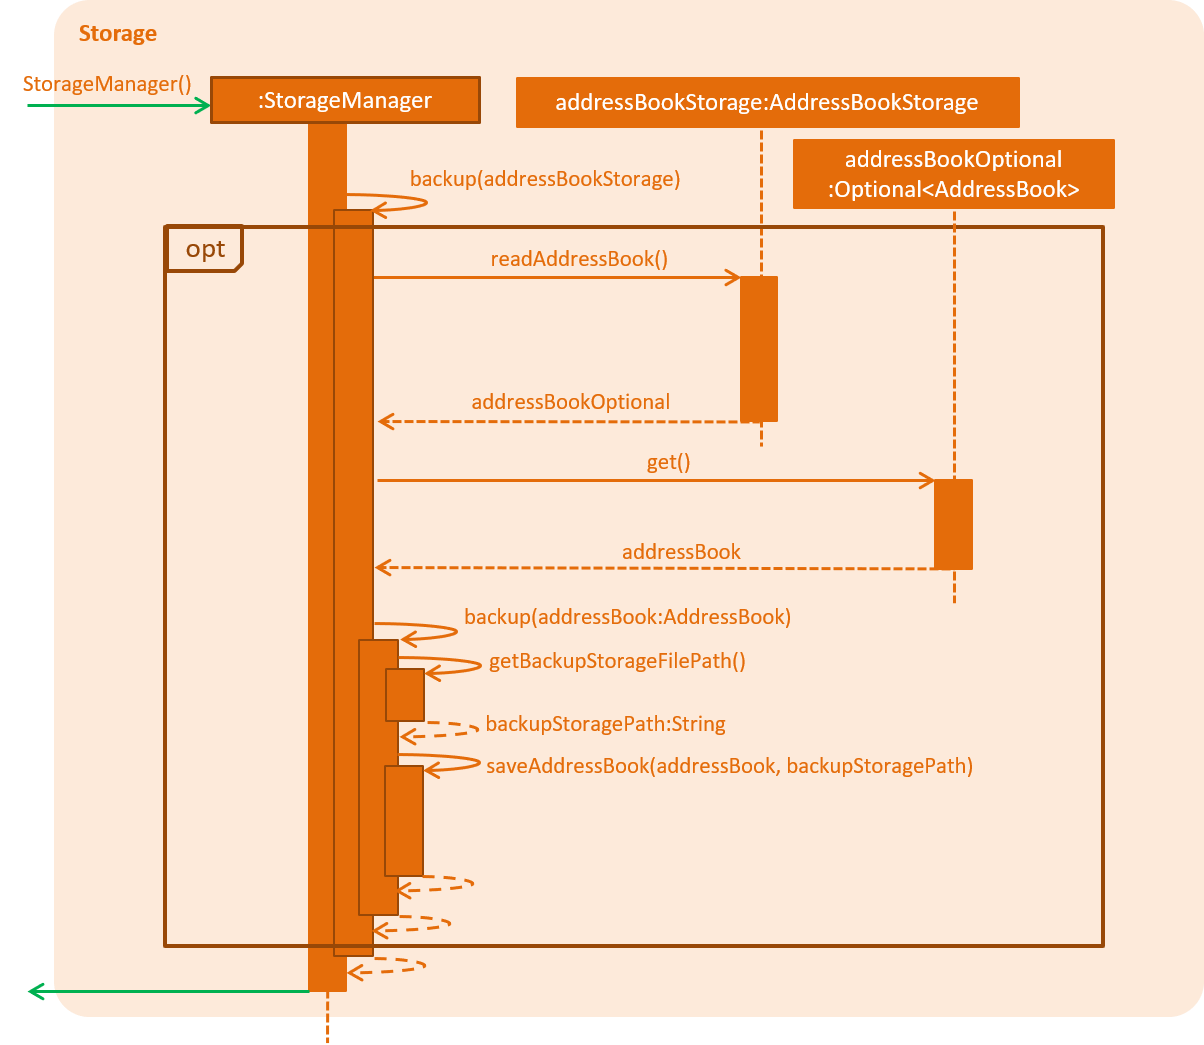 Storage
StorageManager()
:StorageManager
addressBookStorage:AddressBookStorage
addressBookOptional
:Optional<AddressBook>
backup(addressBookStorage)
opt
readAddressBook()
addressBookOptional
get()
addressBook
backup(addressBook:AddressBook)
getBackupStorageFilePath()
backupStoragePath:String
saveAddressBook(addressBook, backupStoragePath)